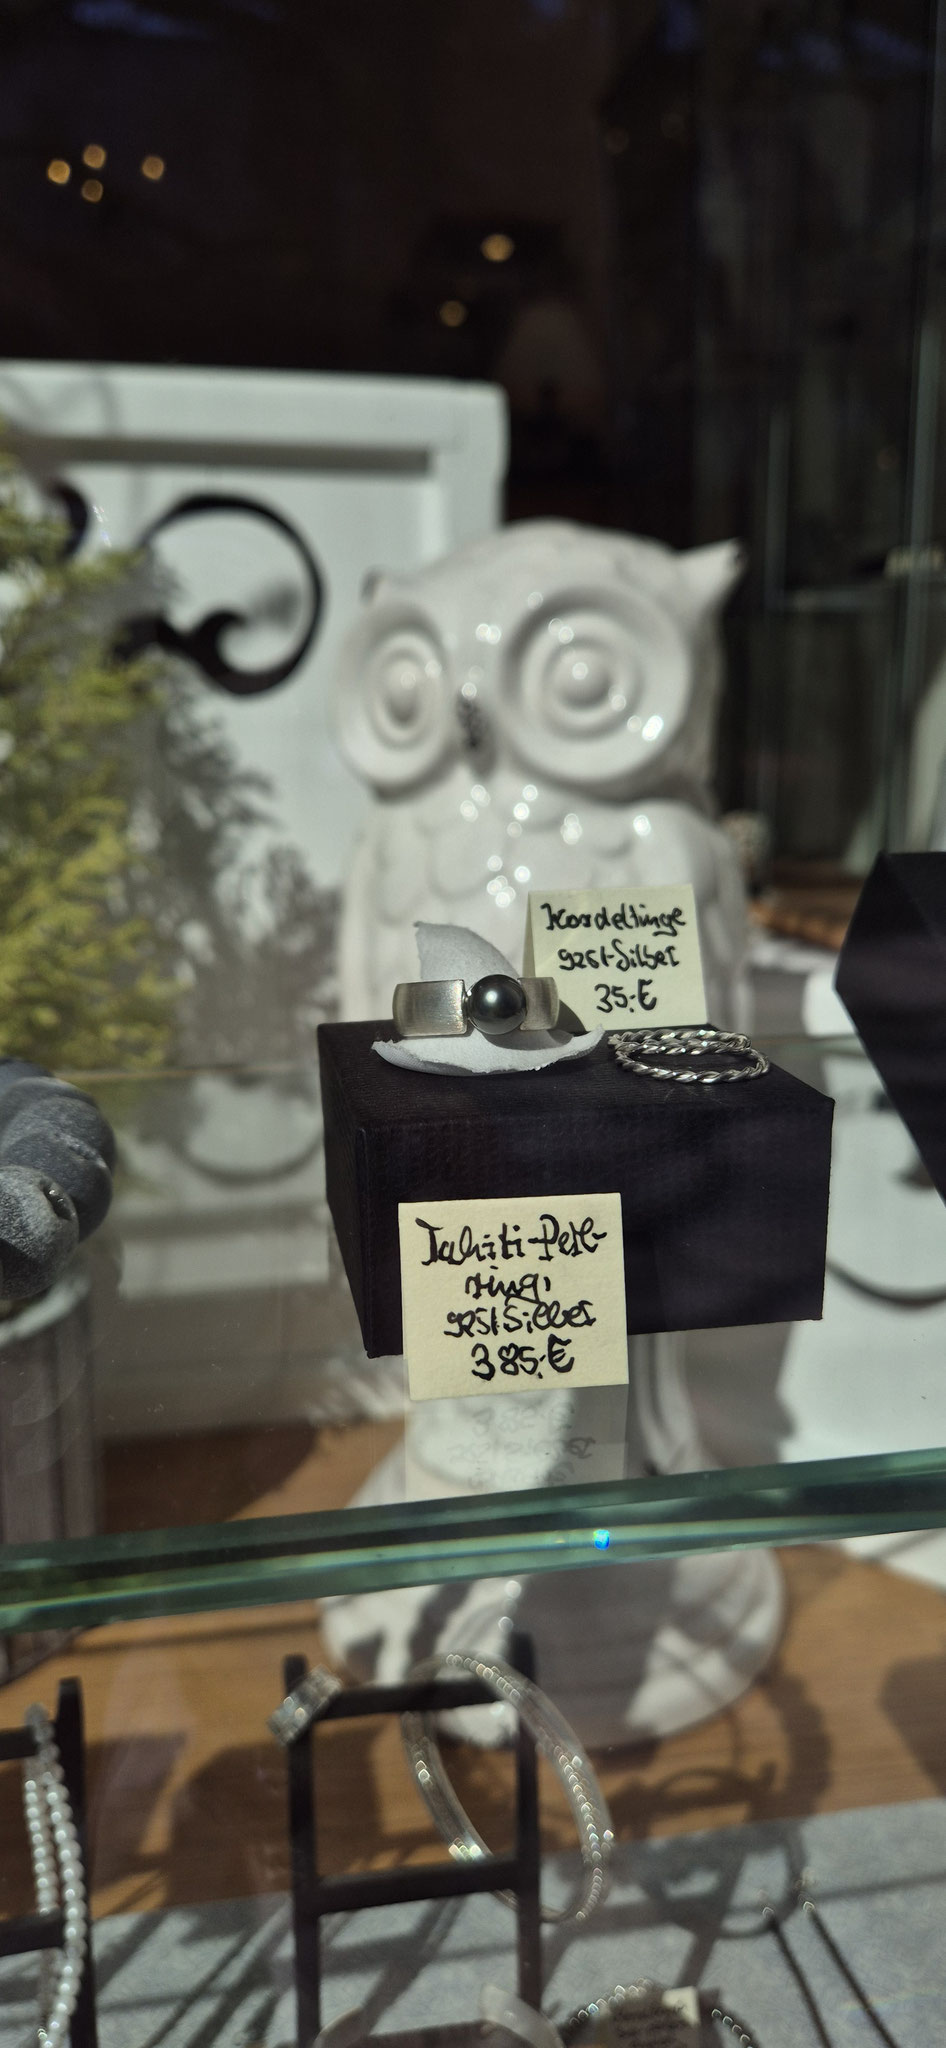 Kordelringe
925/-Silber
35,-€
Tahiti-Perl-
ring,
925/Silber
385,-€